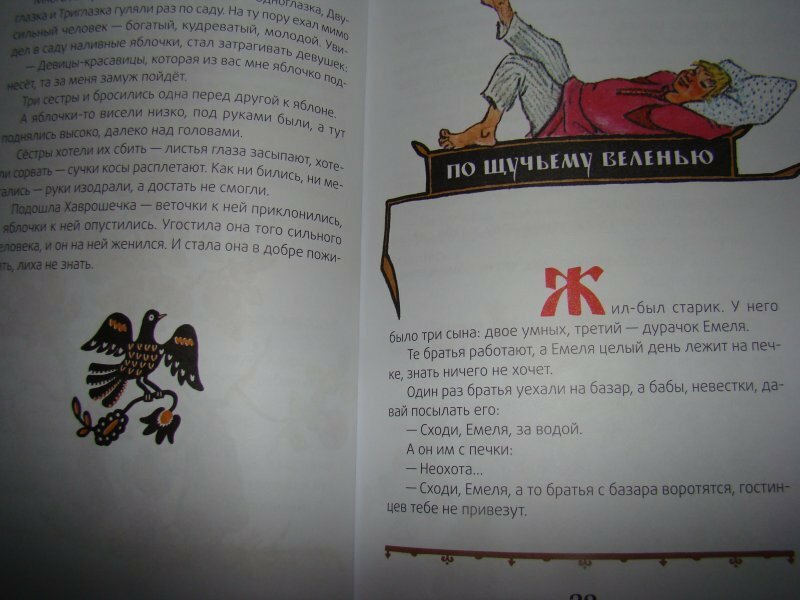 дноглазка, Дву-
глазка и Триглазка гуляли раз по саду. На ту пору ехал мимо
сильный человек — богатый, кудреватый, молодой. Уви-
дел в саду наливные яблочки, стал затрагивать девушек:
— Девицы-красавицы, которая из вас мне яблочко под-
несёт, та за меня замуж пойдёт.
Три сестры и бросились одна перед другой к яблоне.
А яблочки-то висели низко, под руками были, а тут
поднялись высоко, далеко над головами.
Сёстры хотели их сбить — листья глаза засыпают, хоте-
ли сорвать — сучки косы расплетают. Как ни бились, ни ме-
тались — руки изодрали, а достать не смогли.
Подошла Хаврошечка — веточки к ней приклонились,
яблочки к ней опустились. Угостила она того сильного
человека, и он на ней женился. И стала она в добре пожи-
ать, лиха не знать.
ПО ЩУЧЬЕМУ ВЕЛЕНЬЮ
Жил-был старик. У него
было три сына: двое умных, третий — дурачок Емеля.
Те братья работают, а Емеля целый день лежит на печ-
ке, знать ничего не хочет.
Один раз братья уехали на базар, а бабы, невестки, да-
вай посылать его:
— Сходи, Емеля, за водой.
А он им с печки:
— Неохота...
— Сходи, Емеля, а то братья с базара воротятся, гостин-
цев тебе не привезут.